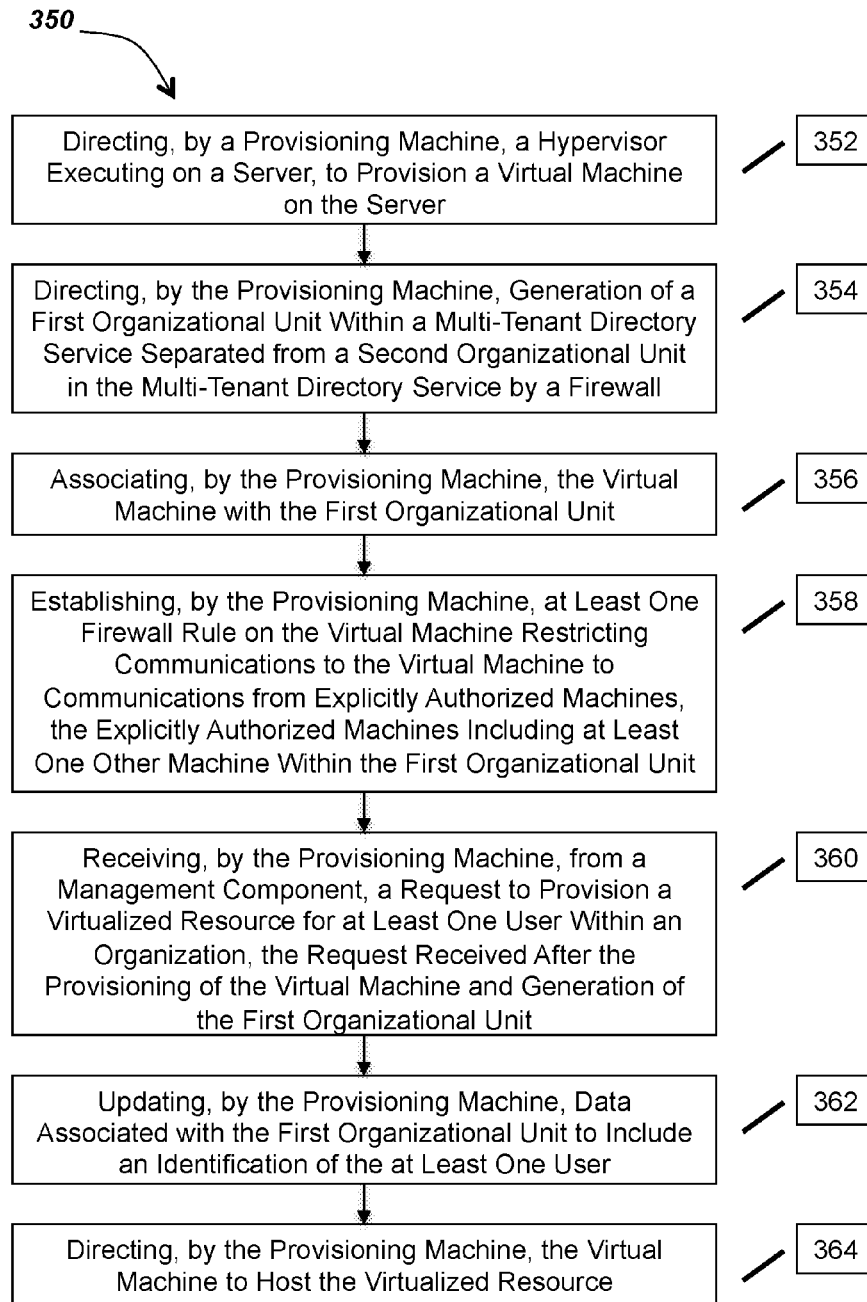 350
Directing, by a Provisioning Machine, a Hypervisor
Executing on a Server, to Provision a Virtual Machine
on the Server
352
Directing, by the Provisioning Machine, Generation of a
First Organizational Unit Within a Multi-Tenant Directory
Service Separated from a Second Organizational Unit
in the Multi-Tenant Directory Service by a Firewall
354
Associating, by the Provisioning Machine, the Virtual
Machine with the First Organizational Unit
356
Establishing, by the Provisioning Machine, at Least One
Firewall Rule on the Virtual Machine Restricting
Communications to the Virtual Machine to
Communications from Explicitly Authorized Machines,
the Explicitly Authorized Machines Including at Least
One Other Machine Within the First Organizational Unit
358
Receiving, by the Provisioning Machine, from a
Management Component, a Request to Provision a
Virtualized Resource for at Least One User Within an
Organization, the Request Received After the
Provisioning of the Virtual Machine and Generation of
the First Organizational Unit
360
Updating, by the Provisioning Machine, Data
Associated with the First Organizational Unit to Include
an Identification of the at Least One User
362
Directing, by the Provisioning Machine, the Virtual
Machine to Host the Virtualized Resource
364